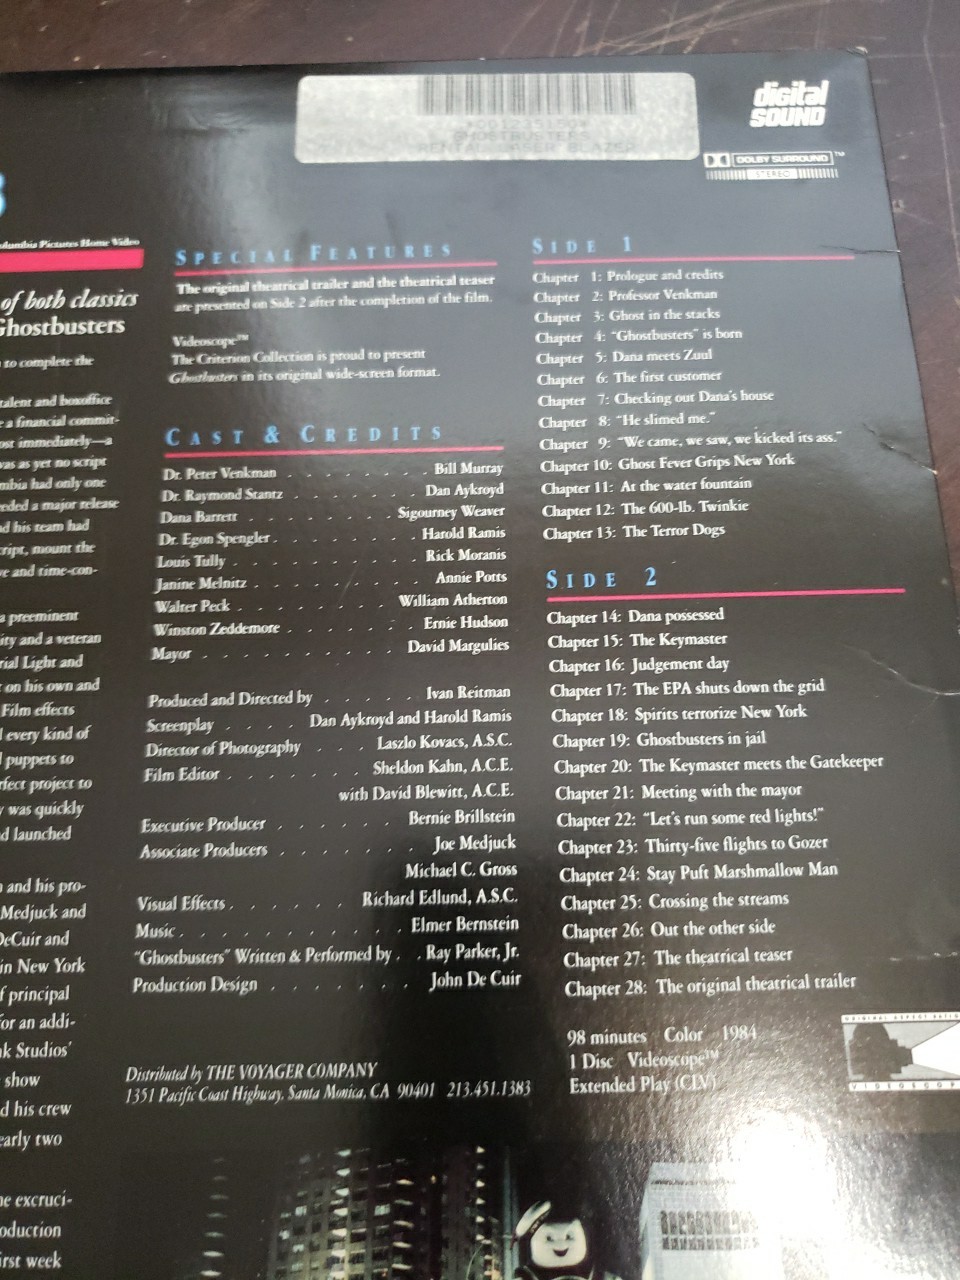 digital
SOUND
GHOSTBUSTERS
RENTAL LASER BLAZER
DOLBY SURROUND™
STEREO
Columbia Pictures Home Video
of both classics
Ghostbusters
to complete the
talent and boxoffice
e a financial commit-
ost immediately—a
was as yet no script
mbia had only one
eeded a major release
d his team had
cript, mount the
ve and time-con-
a preeminent
ity and a veteran
rial Light and
t on his own and
Film effects
l every kind of
puppets to
rfect project to
y was quickly
d launched
and his pro-
Medjuck and
DeCuir and
in New York
f principal
for an addi-
nk Studios'
show
d his crew
early two
he excruci-
oduction
irst week
SPECIAL FEATURES
The original theatrical trailer and the theatrical teaser
are presented on Side 2 after the completion of the film.
Videoscope™
The Criterion Collection is proud to present
Ghostbusters in its original wide-screen format.
CAST & CREDITS
Dr. Peter Venkman . . . . . . . . Bill Murray
Dr. Raymond Stantz . . . . . . . Dan Aykroyd
Dana Barrett . . . . . . . . Sigourney Weaver
Dr. Egon Spengler . . . . . . . . Harold Ramis
Louis Tully . . . . . . . . . . Rick Moranis
Janine Melnitz . . . . . . . . . Annie Potts
Walter Peck . . . . . . . . William Atherton
Winston Zeddemore . . . . . . . Ernie Hudson
Mayor . . . . . . . . . . David Margulies
Produced and Directed by . . . . . Ivan Reitman
Screenplay . . . . Dan Aykroyd and Harold Ramis
Director of Photography . . . Laszlo Kovacs, A.S.C.
Film Editor . . . . . . . Sheldon Kahn, A.C.E.
with David Blewitt, A.C.E.
Executive Producer . . . . . . Bernie Brillstein
Associate Producers . . . . . . . Joe Medjuck
Michael C. Gross
Visual Effects . . . . . . Richard Edlund, A.S.C.
Music . . . . . . . . . . . Elmer Bernstein
"Ghostbusters" Written & Performed by . . Ray Parker, Jr.
Production Design . . . . . . . John De Cuir
Distributed by THE VOYAGER COMPANY
1351 Pacific Coast Highway, Santa Monica, CA 90401 213.451.1383
SIDE 1
Chapter 1: Prologue and credits
Chapter 2: Professor Venkman
Chapter 3: Ghost in the stacks
Chapter 4: "Ghostbusters" is born
Chapter 5: Dana meets Zuul
Chapter 6: The first customer
Chapter 7: Checking out Dana's house
Chapter 8: "He slimed me."
Chapter 9: "We came, we saw, we kicked its ass."
Chapter 10: Ghost Fever Grips New York
Chapter 11: At the water fountain
Chapter 12: The 600-lb. Twinkie
Chapter 13: The Terror Dogs
SIDE 2
Chapter 14: Dana possessed
Chapter 15: The Keymaster
Chapter 16: Judgement day
Chapter 17: The EPA shuts down the grid
Chapter 18: Spirits terrorize New York
Chapter 19: Ghostbusters in jail
Chapter 20: The Keymaster meets the Gatekeeper
Chapter 21: Meeting with the mayor
Chapter 22: "Let's run some red lights!"
Chapter 23: Thirty-five flights to Gozer
Chapter 24: Stay Puft Marshmallow Man
Chapter 25: Crossing the streams
Chapter 26: Out the other side
Chapter 27: The theatrical teaser
Chapter 28: The original theatrical trailer
98 minutes Color 1984
1 Disc Videoscope™
Extended Play (CLV)
ORIGINAL ASPECT RATIO
VIDEOSCOP